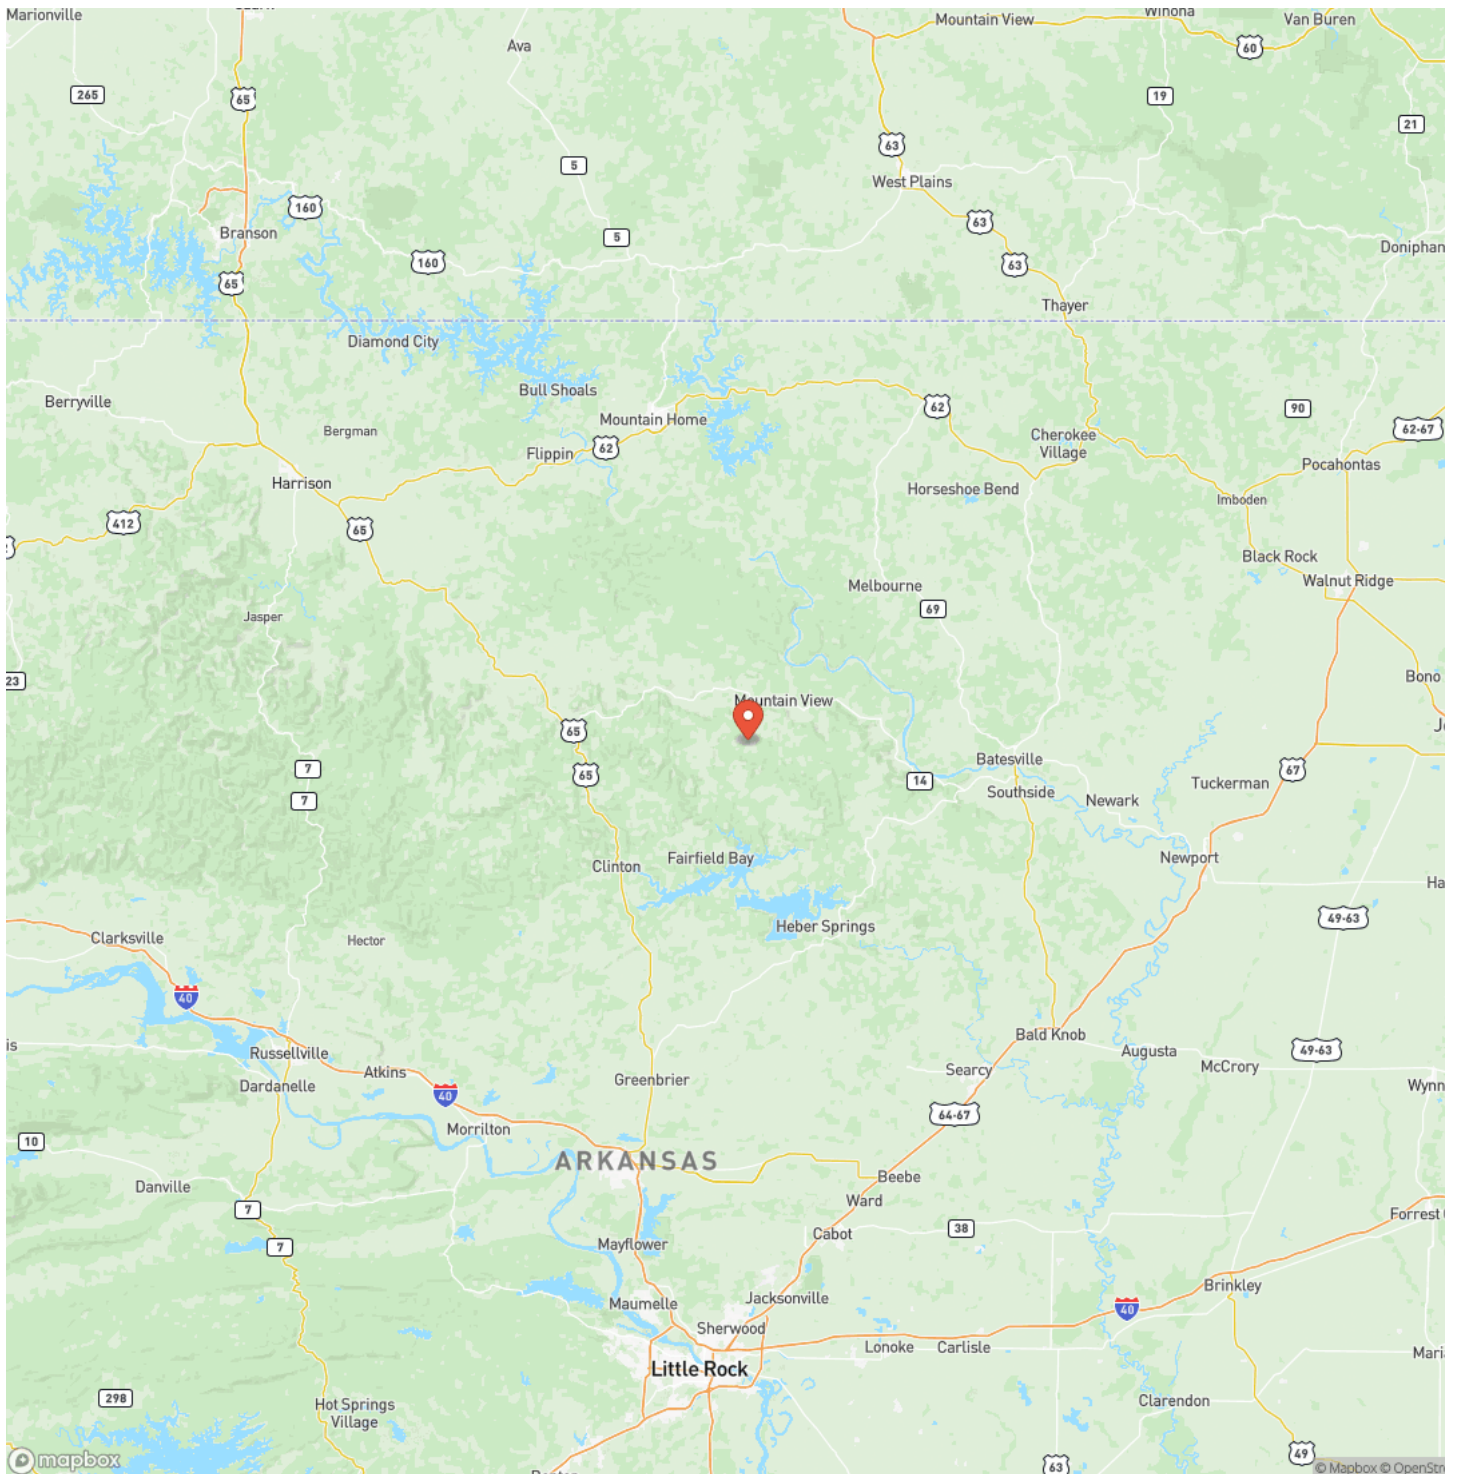 Marionville
Mountain View
Winona
Van Buren
Ava
60
265
65
19
21
5
63
West Plains
160
63
Branson
5
Doniphan
160
63
65
Thayer
Diamond City
Bull Shoals
Berryville
62
90
Mountain Home
Bergman
62-67
Cherokee
Village
Flippin
62
Pocahontas
Harrison
Horseshoe Bend
Imboden
412
65
Black Rock
Walnut Ridge
Melbourne
69
Jasper
23
Bono
Mountain View
65
Batesville
7
67
65
14
Tuckerman
Southside
7
Newark
Newport
Fairfield Bay
Clinton
Ha
49-63
Heber Springs
Clarksville
Hector
40
Bald Knob
is
Russellville
Augusta
49-63
McCrory
Atkins
Searcy
Greenbrier
Dardanelle
Wynn
40
64-67
Morrilton
10
ARKANSAS
Beebe
Danville
Ward
7
Forrest
Cabot
38
Mayflower
7
Brinkley
Jacksonville
Maumelle
40
Sherwood
Lonoke
Carlisle
Mari
Little Rock
298
Hot Springs
Village
Clarendon
49
mapbox
63
© Mapbox © OpenStre